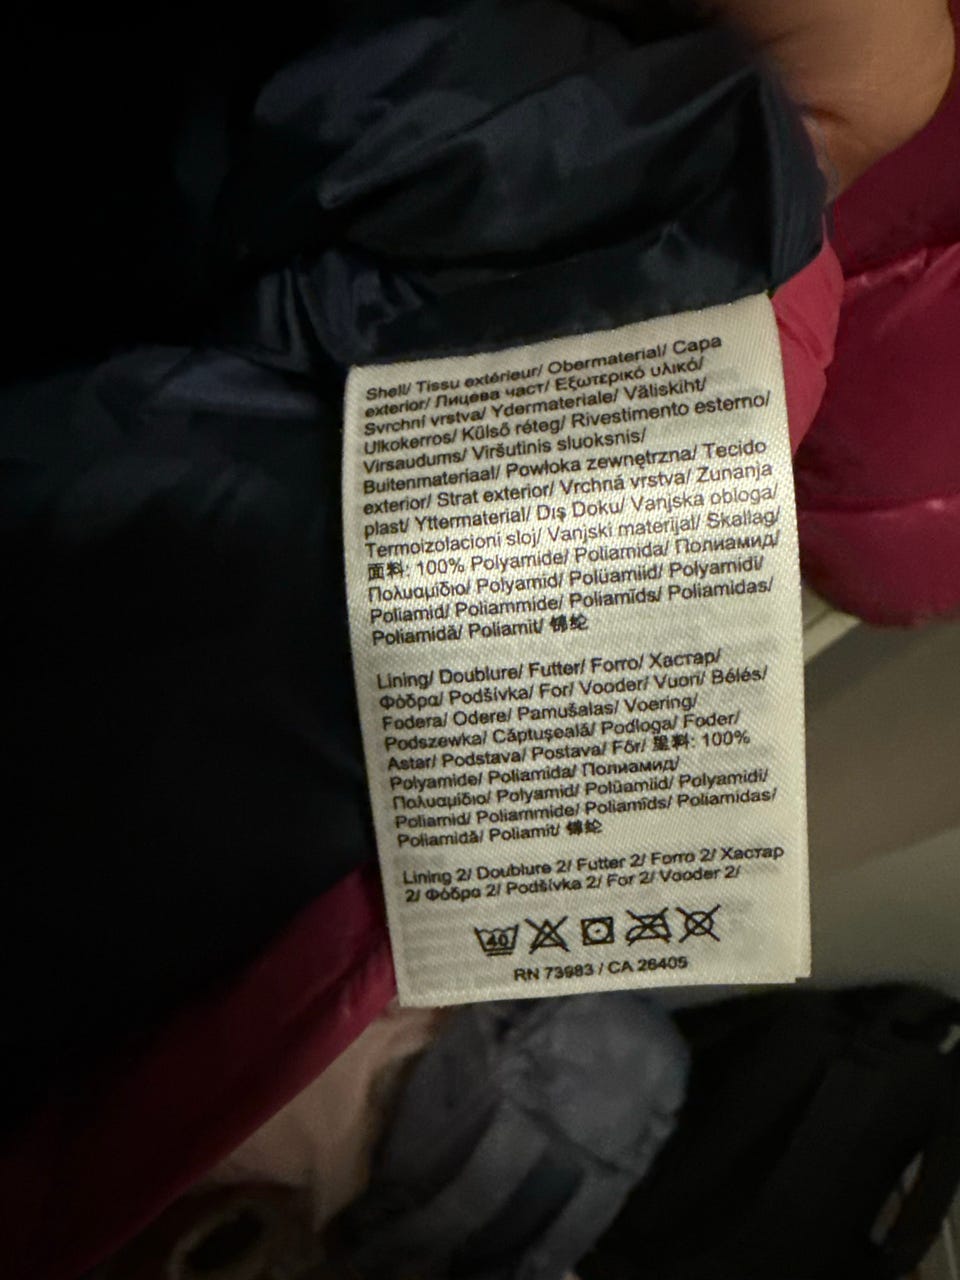 Shell/ Tissu extérieur/ Obermaterial/ Capa
exterior/ Лицева част/ Εξωτερικό υλικό/
Svrchní vrstva/ Ydermateriale/ Väliskiht/
Ulkokerros/ Külső réteg/ Rivestimento esterno/
Virsaudums/ Viršutinis sluoksnis/
Buitenmateriaal/ Powłoka zewnętrzna/ Tecido
exterior/ Strat exterior/ Vrchná vrstva/ Zunanja
plast/ Yttermaterial/ Dış Doku/ Vanjska obloga/
Termoizolacioni sloj/ Vanjski materijal/ Skallag/
面料: 100% Polyamide/ Poliamida/ Полиамид/
Πολυαμίδιο/ Polyamid/ Polüamiid/ Polyamidi/
Poliamid/ Poliammide/ Poliamīds/ Poliamidas/
Poliamidă/ Poliamit/ 锦纶
Lining/ Doublure/ Futter/ Forro/ Хастар/
Φόδρα/ Podšívka/ For/ Vooder/ Vuori/ Bélés/
Fodera/ Odere/ Pamušalas/ Voering/
Podszewka/ Căptușeală/ Podloga/ Foder/
Astar/ Podstava/ Postava/ Fôr/ 里料: 100%
Polyamide/ Poliamida/ Полиамид/
Πολυαμίδιο/ Polyamid/ Polüamiid/ Polyamidi/
Poliamid/ Poliammide/ Poliamīds/ Poliamidas/
Poliamidă/ Poliamit/ 锦纶
Lining 2/ Doublure 2/ Futter 2/ Forro 2/ Хастар
2/ Φόδρα 2/ Podšívka 2/ For 2/ Vooder 2/
40
RN 73983 / CA 26405